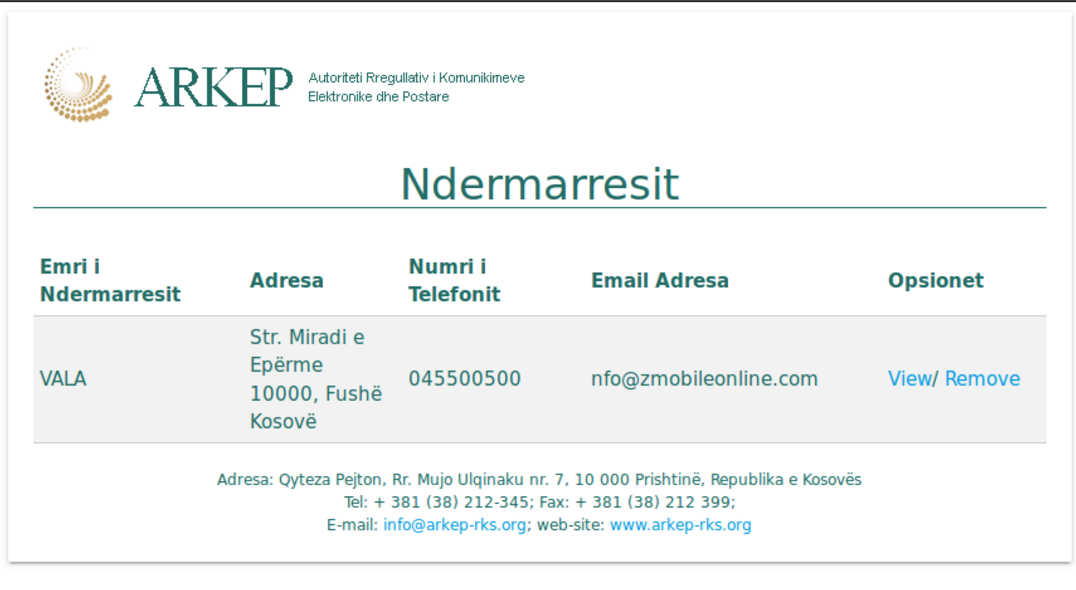 ARKEP
Autoriteti Rregullativ i Komunikimeve
Elektronike dhe Postare
Ndermarresit
Emri i
Ndermarresit
Adresa
Numri i
Telefonit
Email Adresa
Opsionet
VALA
Str. Miradi e
Epërme
10000, Fushë
Kosovë
045500500
nfo@zmobileonline.com
View/ Remove
Adresa: Qyteza Pejton, Rr. Mujo Ulqinaku nr. 7, 10 000 Prishtinë, Republika e Kosovës
Tel: + 381 (38) 212-345; Fax: + 381 (38) 212 399;
E-mail: info@arkep-rks.org; web-site: www.arkep-rks.org